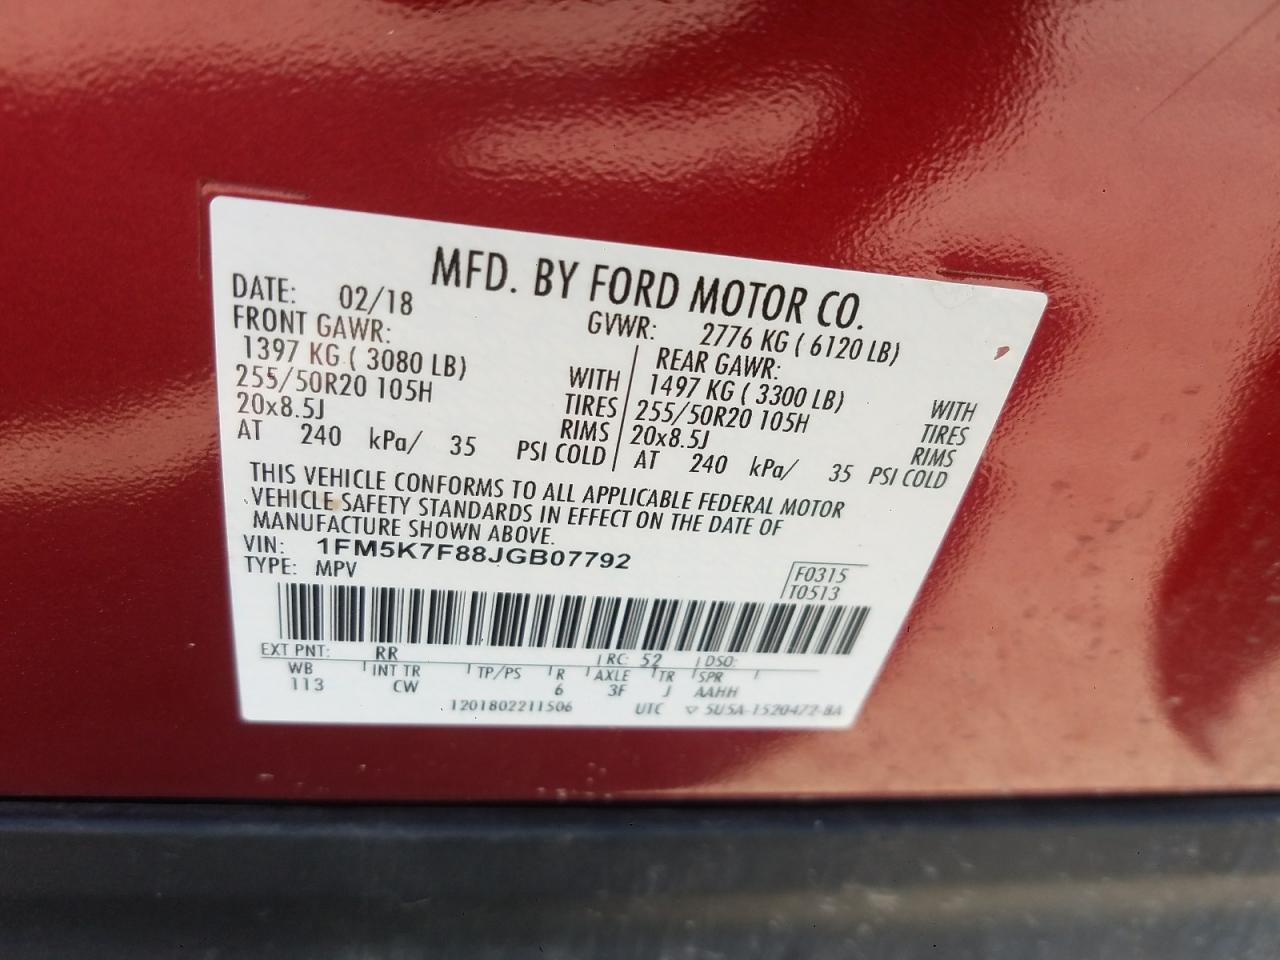 MFD. BY FORD MOTOR CO.
DATE: 02/18 GVWR: 2776 KG ( 6120 LB)
FRONT GAWR: REAR GAWR:
1397 KG ( 3080 LB) WITH 1497 KG ( 3300 LB) WITH
255/50R20 105H TIRES 255/50R20 105H TIRES
20x8.5J RIMS 20x8.5J RIMS
AT 240 kPa/ 35 PSI COLD AT 240 kPa/ 35 PSI COLD
THIS VEHICLE CONFORMS TO ALL APPLICABLE FEDERAL MOTOR
VEHICLE SAFETY STANDARDS IN EFFECT ON THE DATE OF
MANUFACTURE SHOWN ABOVE.
VIN: 1FM5K7F88JGB07792
TYPE: MPV F0315
T0513
EXT PNT: RR RC: 52 DSO:
WB INT TR TP/PS R AXLE TR SPR
113 CW 6 3F J AAHH
1201802211506 UTC ▽ 5U5A-1520472-BA